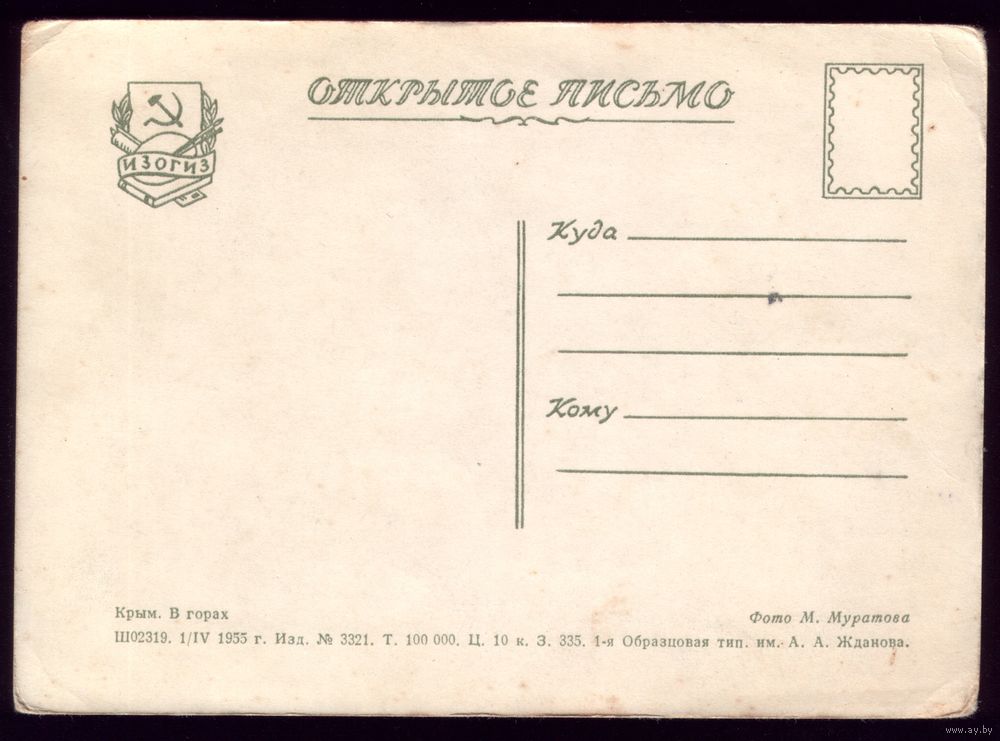 ОТКРЫТОЕ ПИСЬМО
ИЗОГИЗ
Куда
Кому
Крым. В горах
Фото М. Муратова
Ш02319. 1/IV 1955 г. Изд. № 3321. Т. 100 000. Ц. 10 к. З. 335. 1-я Образцовая тип. им. А. А. Жданова.
www.ay.by